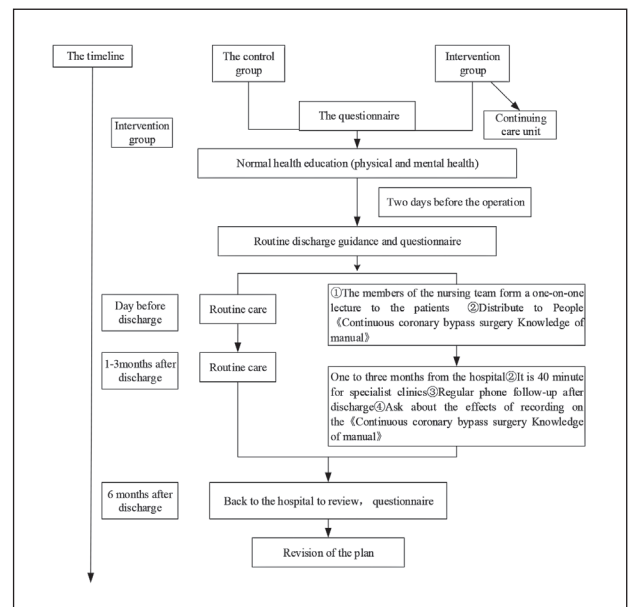 The timeline
The control
group
Intervention
group
The questionnaire
Continuing
care unit
Intervention
group
Normal health education (physical and mental health)
Two days before the operation
Routine discharge guidance and questionnaire
Day before
discharge
Routine care
①The members of the nursing team form a one-on-one
lecture to the patients ②Distribute to People
《Continuous coronary bypass surgery Knowledge of
manual》
1-3months after
discharge
Routine care
One to three months from the hospital②It is 40 minute
for specialist clinics③Regular phone follow-up after
discharge④Ask about the effects of recording on
the《Continuous coronary bypass surgery Knowledge
of manual》
6 months after
discharge
Back to the hospital to review， questionnaire
Revision of the plan